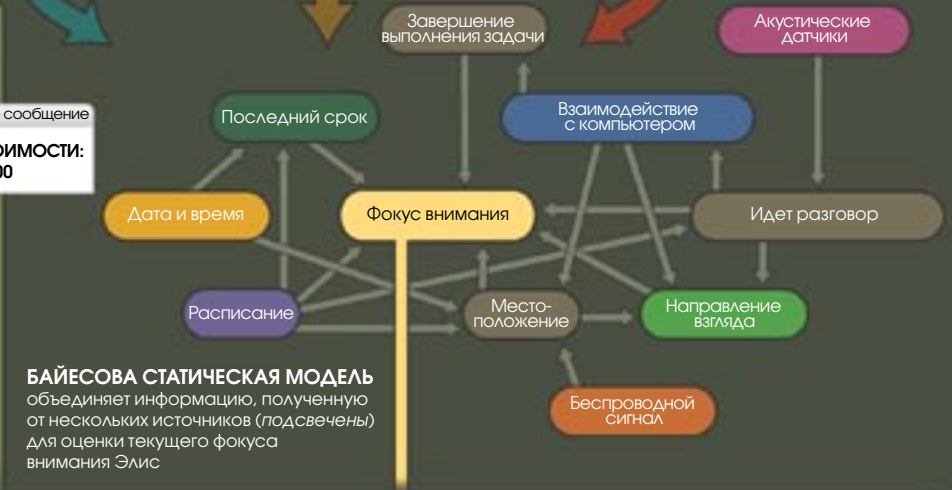 Завершение
выполнения задачи
Акустические
датчики
сообщение
Последний срок
Взаимодействие
с компьютером
Дата и время
Фокус внимания
Идет разговор
Расписание
Место-
положение
Направление
взгляда
БАЙЕСОВА СТАТИЧЕСКАЯ МОДЕЛЬ
объединяет информацию, полученную
от нескольких источников (подсвечены)
для оценки текущего фокуса
внимания Элис
Беспроводной
сигнал